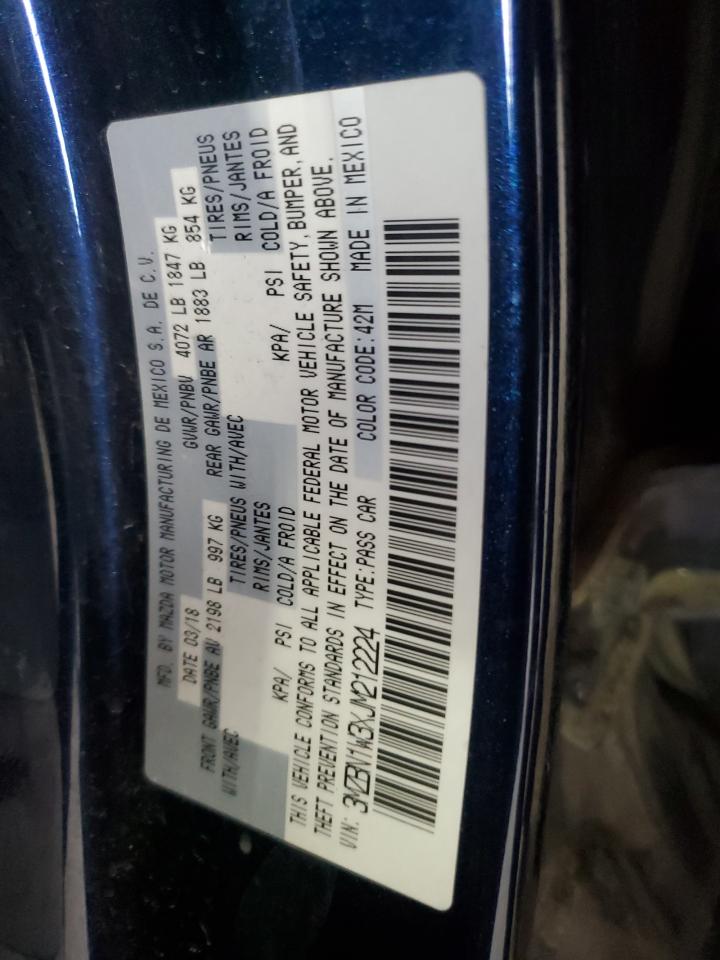 MFD. BY MAZDA MOTOR MANUFACTURING DE MEXICO S.A. DE C.V.
DATE 03/18 GVWR/PNBV 4072 LB 1847 KG
FRONT GAWR/PNBE AV 2198 LB 997 KG REAR GAWR/PNBE AR 1883 LB 854 KG
WITH/AVEC TIRES/PNEUS WITH/AVEC TIRES/PNEUS
RIMS/JANTES RIMS/JANTES
KPA/ PSI COLD/A FROID KPA/ PSI COLD/A FROID
THIS VEHICLE CONFORMS TO ALL APPLICABLE FEDERAL MOTOR VEHICLE SAFETY, BUMPER, AND
THEFT PREVENTION STANDARDS IN EFFECT ON THE DATE OF MANUFACTURE SHOWN ABOVE.
VIN: 3MZBN1W3XJM212224 TYPE:PASS CAR COLOR CODE:42M MADE IN MEXICO